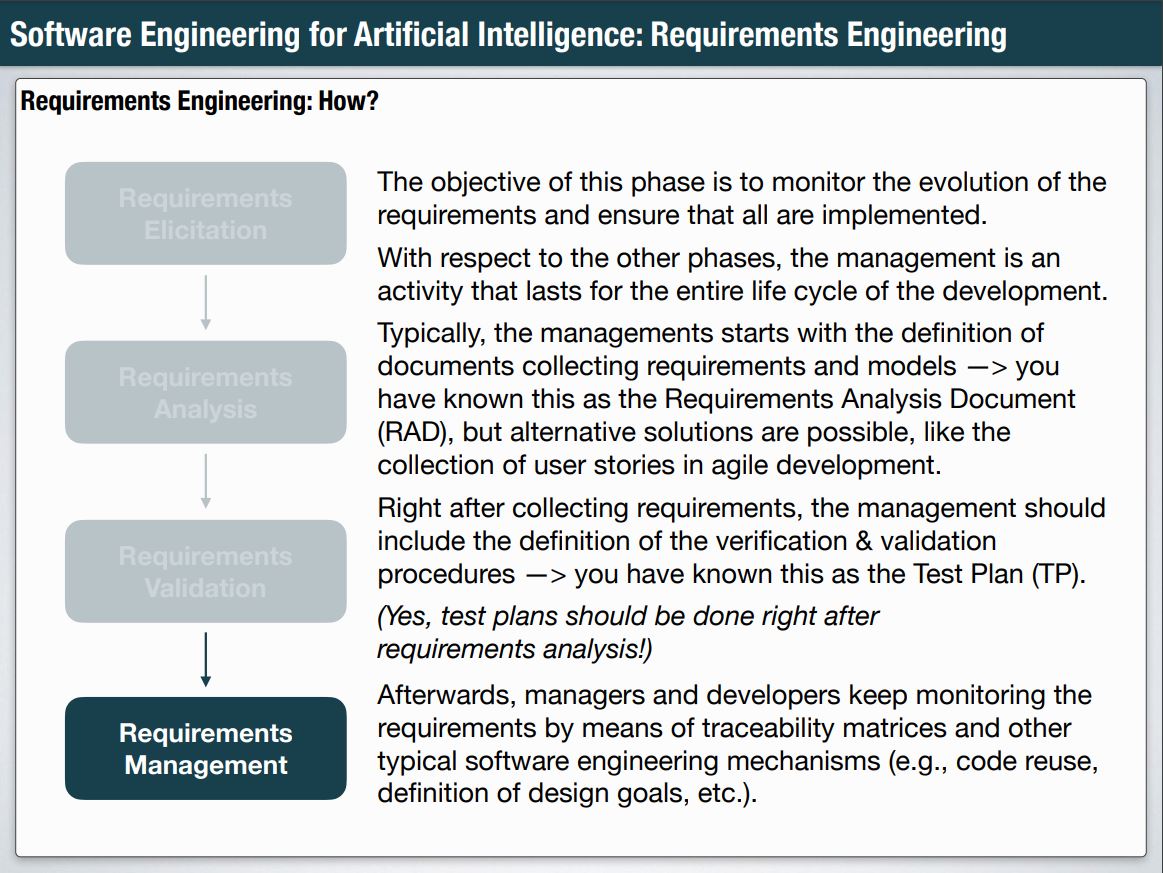 Software Engineering for Artificial Intelligence: Requirements Engineering
Requirements Engineering: How?
Requirements
Elicitation
Requirements
Analysis
Requirements
Validation
Requirements
Management
The objective of this phase is to monitor the evolution of the
requirements and ensure that all are implemented.
With respect to the other phases, the management is an
activity that lasts for the entire life cycle of the development.
Typically, the managements starts with the definition of
documents collecting requirements and models —> you
have known this as the Requirements Analysis Document
(RAD), but alternative solutions are possible, like the
collection of user stories in agile development.
Right after collecting requirements, the management should
include the definition of the verification & validation
procedures —> you have known this as the Test Plan (TP).
(Yes, test plans should be done right after
requirements analysis!)
Afterwards, managers and developers keep monitoring the
requirements by means of traceability matrices and other
typical software engineering mechanisms (e.g., code reuse,
definition of design goals, etc.).